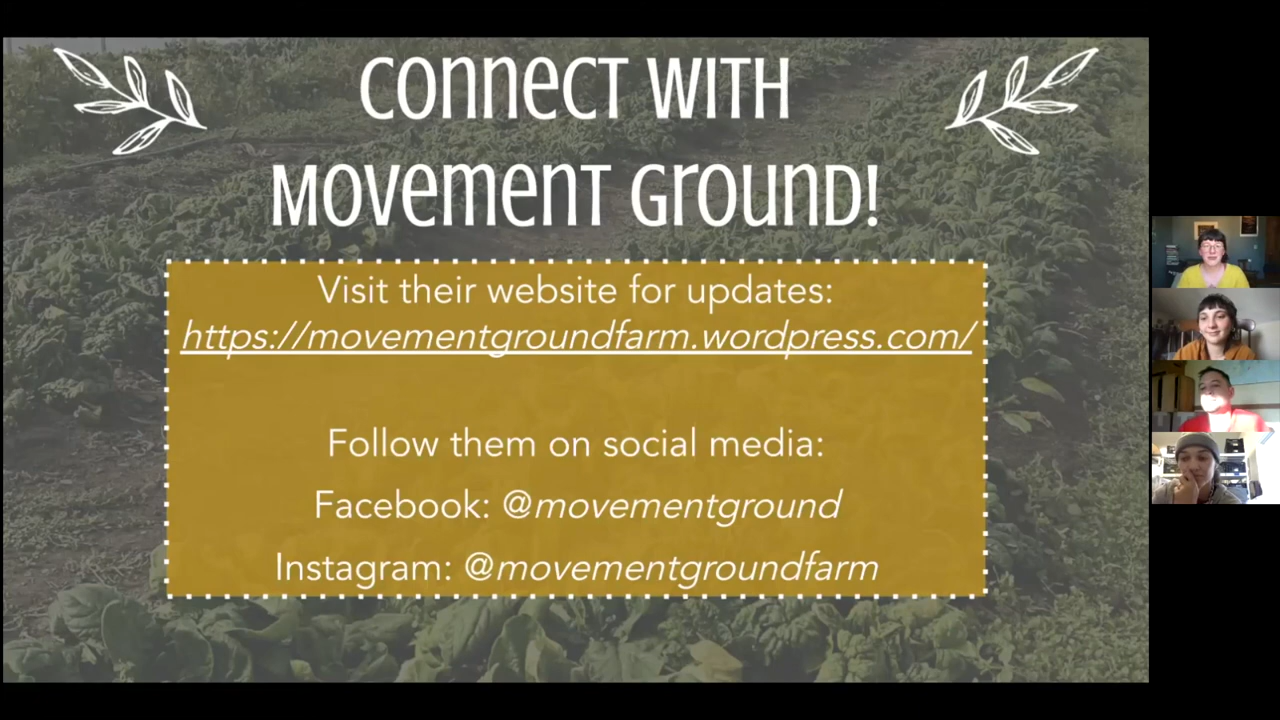 CONNECT WITH
MOVEMENT GROUND!
Visit their website for updates:
https://movementgroundfarm.wordpress.com/
Follow them on social media:
Facebook: @movementground
Instagram: @movementgroundfarm